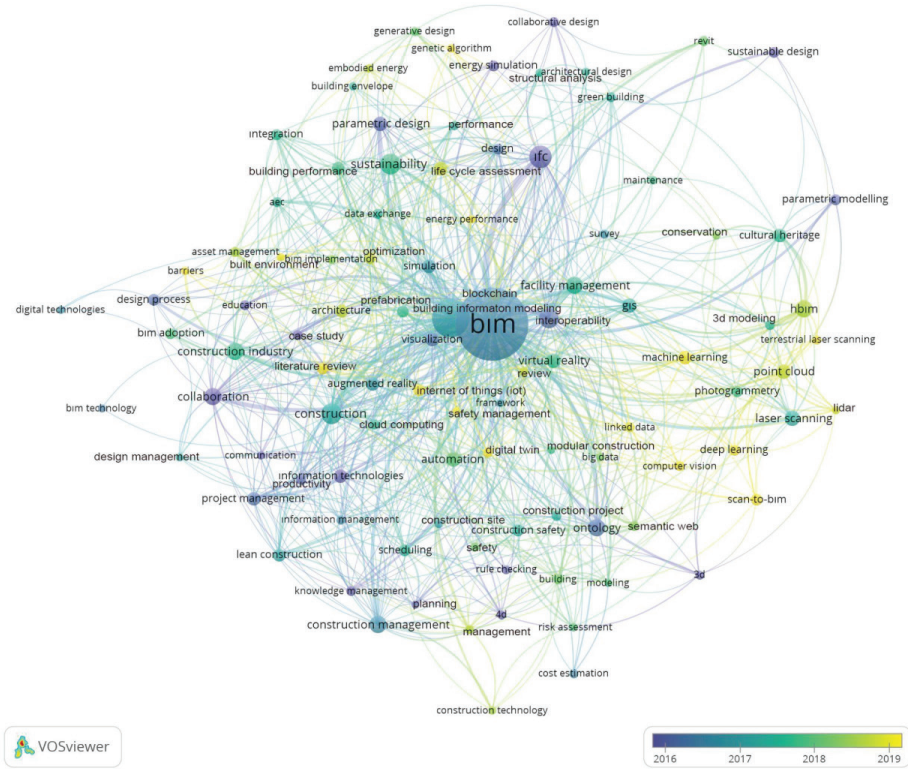 collaborative design
generative design
revit
genetic algorithm
sustainable design
embodied energy
energy simulation
architectural design
structural analysis
building envelope
green building
parametric design
performance
integration
design
ifc
sustainability
building performance
life cycle assessment
maintenance
aec
parametric modelling
data exchange
energy performance
survey
conservation
cultural heritage
asset management
optimization
bim implementation
built environment
simulation
barriers
facility management
blockchain
design process
education
prefabrication
digital technologies
architecture
building informaton modeling
gis
hbim
bim
interoperability
3d modeling
bim adoption
case study
visualization
terrestrial laser scanning
construction industry
virtual reality
machine learning
literature review
review
point cloud
augmented reality
internet of things (iot)
photogrammetry
collaboration
framework
bim technology
construction
safety management
lidar
cloud computing
linked data
laser scanning
design management
communication
digital twin
modular construction
deep learning
automation
big data
computer vision
information technologies
productivity
project management
scan-to-bim
construction project
information management
construction site
construction safety
ontology
semantic web
lean construction
scheduling
safety
rule checking
3d
knowledge management
building
modeling
planning
4d
construction management
management
risk assessment
cost estimation
construction technology
VOSviewer
2016 2017 2018 2019